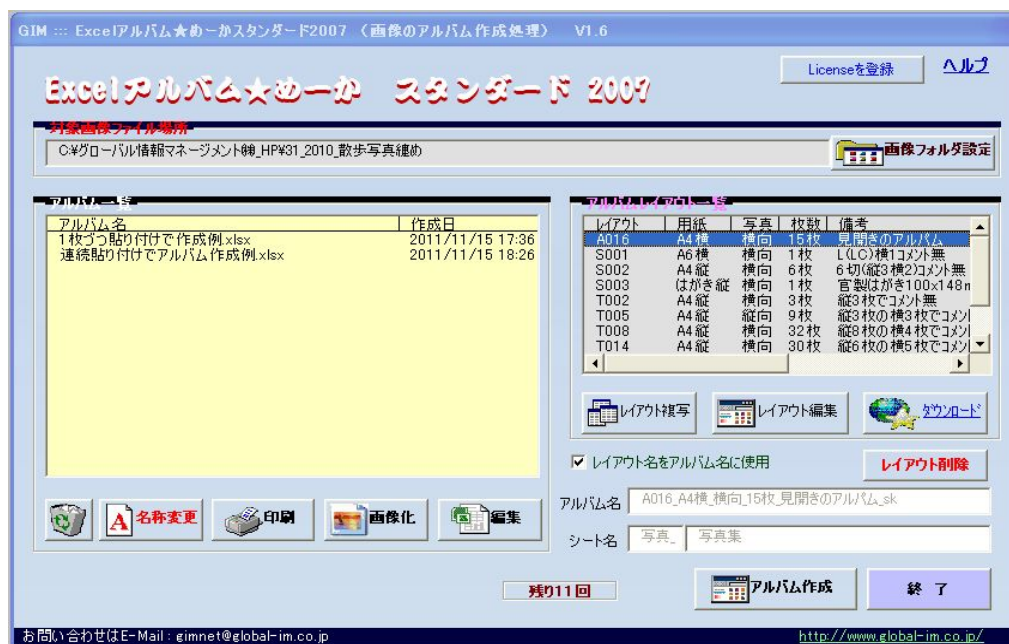 GIM ::: Excelアルバム★めーかスタンダード2007 （画像のアルバム作成処理） V1.6
Excelアルバム★めーか スタンダード 2007
Licenseを登録 ヘルプ
対象画像ファイル場所
C:¥グローバル情報マネージメント㈱_HP¥31_2010_散歩写真纏め
画像フォルダ設定
アルバム一覧
アルバム名 作成日
1枚づつ貼り付けで作成例.xlsx 2011/11/15 17:36
連続貼り付けでアルバム作成例.xlsx 2011/11/15 18:26
名称変更 印刷 画像化 編集
アルバムレイアウト一覧
レイアウト 用紙 写真 枚数 備考
A016 A4横 横向 15枚 見開きのアルバム
S001 A6横 横向 1枚 L(LC)横1コメント無
S002 A4縦 横向 6枚 6切(縦3横2)コメント無
S003 はがき縦 横向 1枚 官製はがき100x148m
T002 A4縦 横向 3枚 縦3枚でコメント無
T005 A4縦 縦向 9枚 縦3枚の横3枚でコメン
T008 A4縦 横向 32枚 縦8枚の横4枚でコメン
T014 A4縦 横向 30枚 縦6枚の横5枚でコメン
レイアウト複写 レイアウト編集 ダウンロード
レイアウト名をアルバム名に使用 レイアウト削除
アルバム名 A016_A4横_横向_15枚_見開きのアルバム_sk
シート名 写真_ 写真集
残り11回 アルバム作成 終 了
お問い合わせはE-Mail : gimnet@global-im.co.jp http://www.global-im.co.jp/